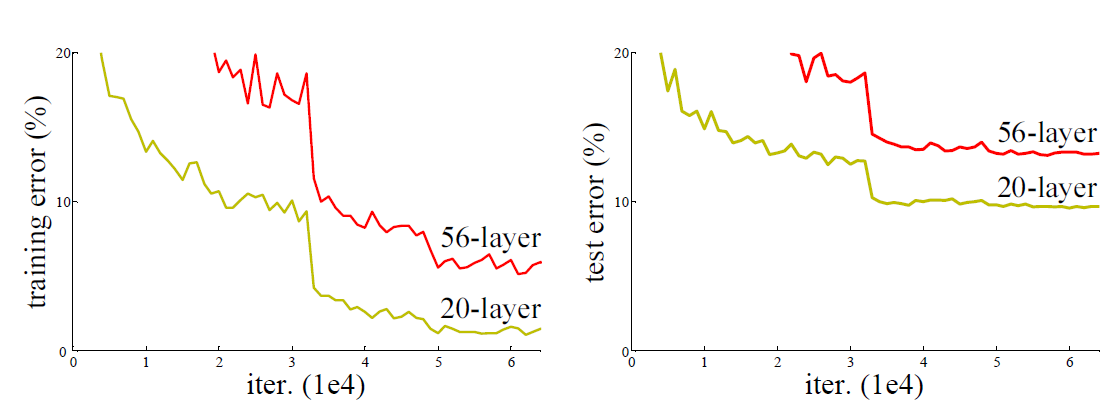 training error (%)
20
10
0
56-layer
20-layer
0 1 2 3 4 5 6
iter. (1e4)
test error (%)
20
10
0
56-layer
20-layer
0 1 2 3 4 5 6
iter. (1e4)